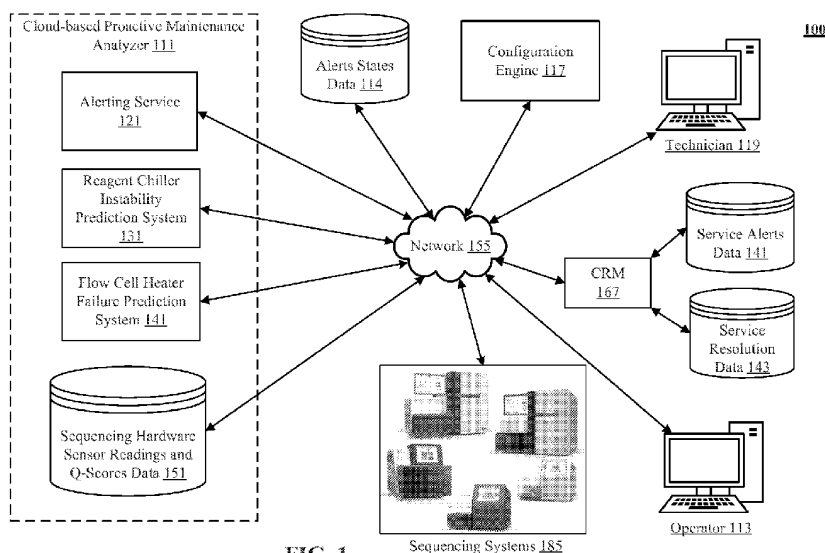 100
Cloud-based Proactive Maintenance
Analyzer 111
Alerting Service
121
Reagent Chiller
Instability
Prediction System
131
Flow Cell Heater
Failure Prediction
System 141
Sequencing Hardware
Sensor Readings and
Q-Scores Data 151
Alerts States
Data 114
Configuration
Engine 117
Technician 119
Network 155
CRM
167
Service Alerts
Data 141
Service
Resolution
Data 143
Sequencing Systems 185
Operator 113
FIG. 1